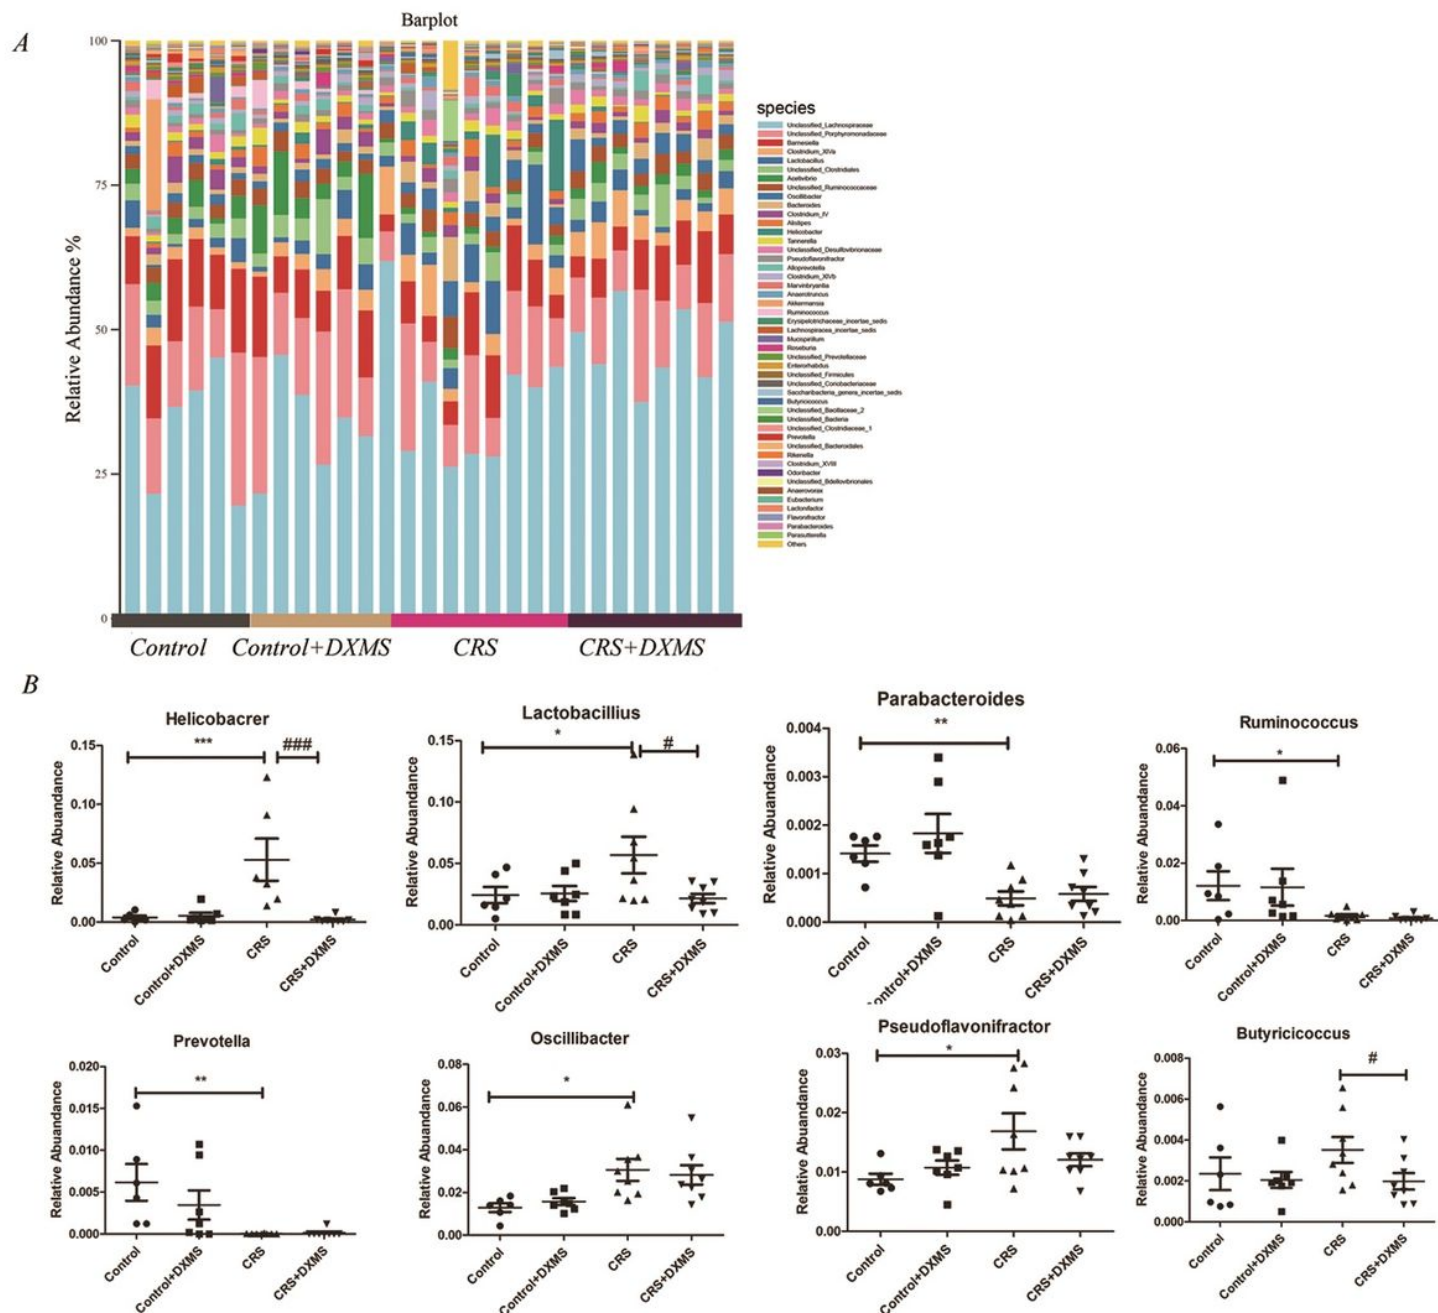 Barplot
A
100
75
50
25
0
Relative Abundance %
Control
Control+DXMS
CRS
CRS+DXMS
species
Unclassified_Lachnospiraceae
Unclassified_Porphyromonadaceae
Barnesiella
Clostridium_XlVa
Lactobacillus
Unclassified_Clostridiales
Acetivibrio
Unclassified_Ruminococcaceae
Oscillibacter
Bacteroides
Clostridium_IV
Alistipes
Helicobacter
Tannerella
Unclassified_Desulfovibrionaceae
Pseudoflavonifractor
Alloprevotella
Clostridium_XlVb
Marvinbryantia
Anaerotruncus
Akkermansia
Ruminococcus
Erysipelotrichaceae_incertae_sedis
Lachnospiracea_incertae_sedis
Mucispirillum
Roseburia
Unclassified_Prevotellaceae
Enterorhabdus
Unclassified_Firmicules
Unclassified_Coriobacteriaceae
Saccharibacteria_genera_incertae_sedis
Butyricicoccus
Unclassified_Bacillaceae_2
Unclassified_Bacteria
Unclassified_Clostridiaceae_1
Prevotella
Unclassified_Bacteroidales
Rikenella
Clostridium_XVIII
Odoribacter
Unclassified_Bdellovibrionales
Anaerovorax
Eubacterium
Lactonifactor
Flavonifractor
Parabacteroides
Parasutterella
Others
B
Helicobacrer
***
###
0.15
0.10
0.05
0.00
Relative Abuandance
Control
Control+DXMS
CRS
CRS+DXMS
Lactobacillius
*
#
0.15
0.10
0.05
0.00
Relative Abuandance
Control
Control+DXMS
CRS
CRS+DXMS
Parabacteroides
**
0.004
0.003
0.002
0.001
0.000
Relative Abuandance
Control
ontrol+DXMS
CRS
CRS+DXMS
Ruminococcus
*
0.06
0.04
0.02
0.00
Relative Abuandance
Control
Control+DXMS
CRS
CRS+DXMS
Prevotella
**
0.020
0.015
0.010
0.005
0.000
Relative Abuandance
Control
Control+DXMS
CRS
CRS+DXMS
Oscillibacter
*
0.08
0.06
0.04
0.02
0.00
Relative Abuandance
Control
Control+DXMS
CRS
CRS+DXMS
Pseudoflavonifractor
*
0.03
0.02
0.01
0.00
Relative Abuandance
Control
Control+DXMS
CRS
CRS+DXMS
Butyricicoccus
#
0.008
0.006
0.004
0.002
0.000
Relative Abuandance
Control
Control+DXMS
CRS
CRS+DXMS